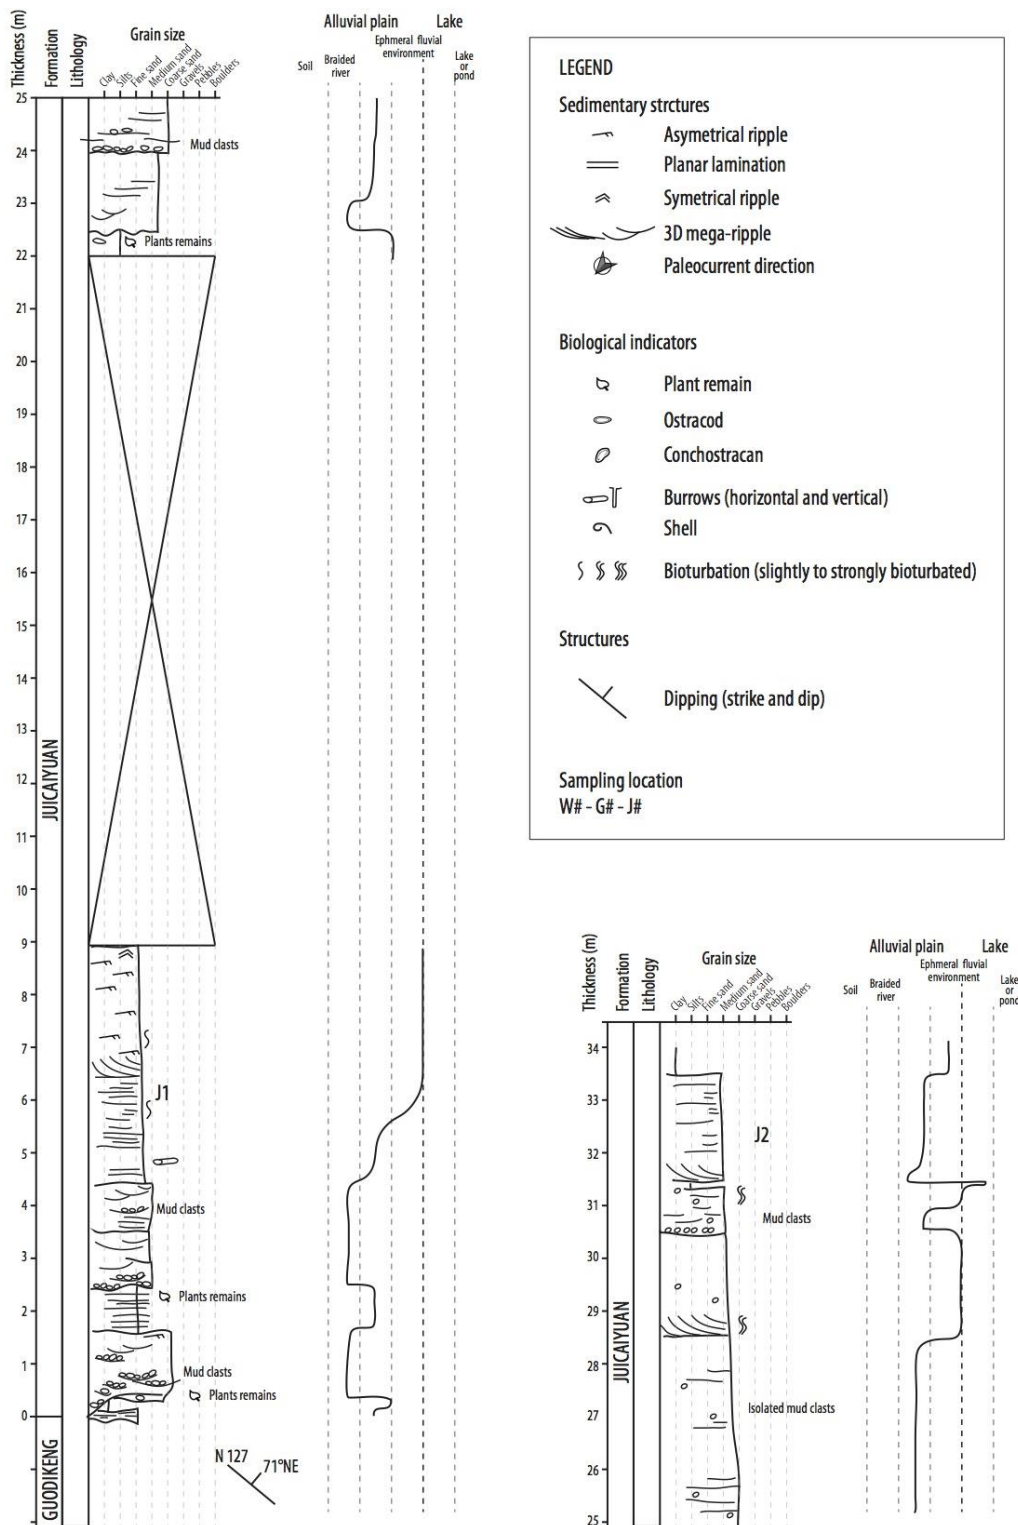 Thickness (m)
Formation
Lithology
Grain size
Clay
Silts
Fine sand
Medium sand
Coarse sand
Gravels
Pebbles
Boulders
Alluvial plain
Lake
Soil
Braided
river
Ephemeral fluvial
environment
Lake
or
pond
25
24
23
22
21
20
19
18
17
16
15
14
13
12
11
10
9
8
7
6
5
4
3
2
1
0
JUICAIYUAN
GUODIKENG
Mud clasts
Plants remains
J1
Mud clasts
Plants remains
Mud clasts
Plants remains
N 127
71°NE
LEGEND
Sedimentary strctures
Asymetrical ripple
Planar lamination
Symetrical ripple
3D mega-ripple
Paleocurrent direction
Biological indicators
Plant remain
Ostracod
Conchostracan
Burrows (horizontal and vertical)
Shell
Bioturbation (slightly to strongly bioturbated)
Structures
Dipping (strike and dip)
Sampling location
W# - G# - J#
Thickness (m)
Formation
Lithology
Grain size
Clay
Silts
Fine sand
Medium sand
Coarse sand
Gravels
Pebbles
Boulders
Alluvial plain
Lake
Soil
Braided
river
Ephemeral fluvial
environment
Lake
or
pond
34
33
32
31
30
29
28
27
26
25
JUICAIYUAN
J2
Mud clasts
Isolated mud clasts